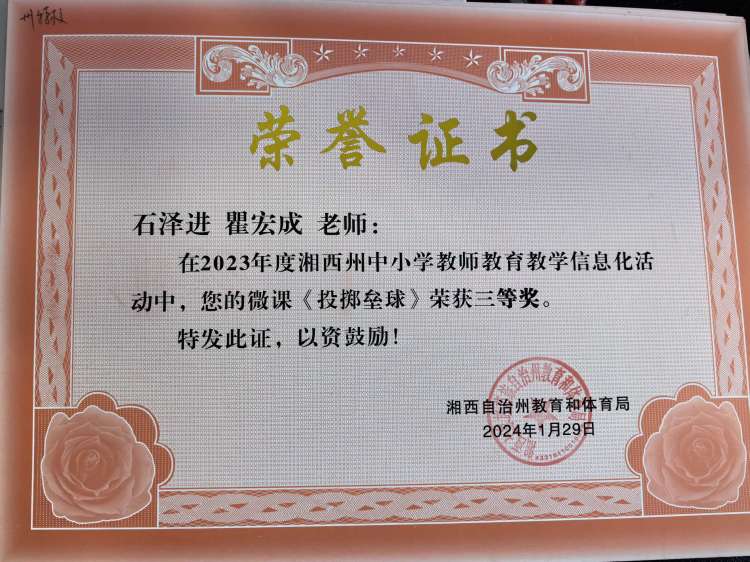 荣誉证书
石泽进 瞿宏成 老师：
在2023年度湘西州中小学教师教育教学信息化活
动中，您的微课《投掷垒球》荣获三等奖。
特发此证，以资鼓励！
湘西自治州教育和体育局
2024年1月29日